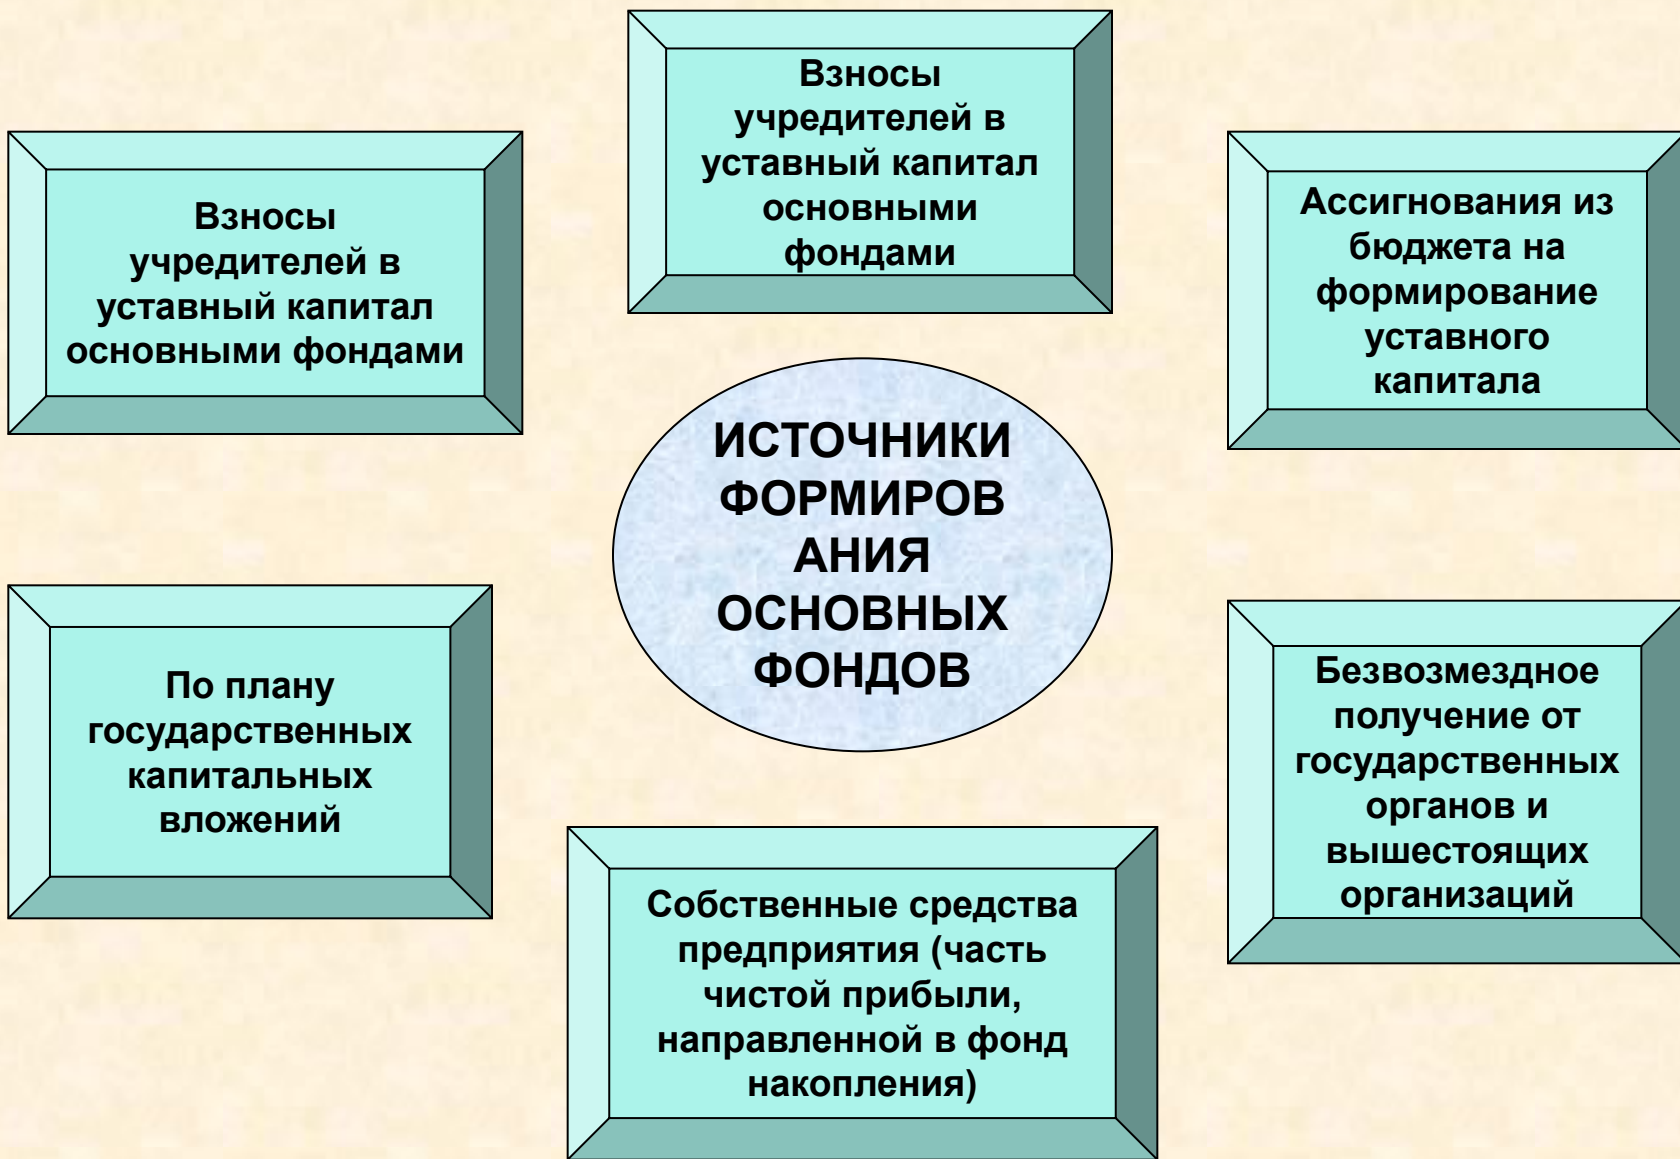 Взносы
учредителей в
уставный капитал
основными
фондами
Взносы
учредителей в
уставный капитал
основными фондами
Ассигнования из
бюджета на
формирование
уставного
капитала
ИСТОЧНИКИ
ФОРМИРОВ
АНИЯ
ОСНОВНЫХ
ФОНДОВ
По плану
государственных
капитальных
вложений
Безвозмездное
получение от
государственных
органов и
вышестоящих
организаций
Собственные средства
предприятия (часть
чистой прибыли,
направленной в фонд
накопления)